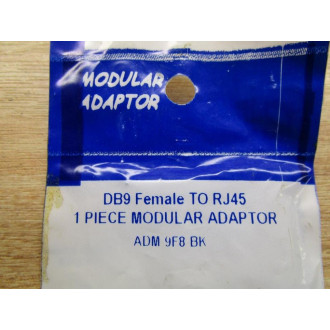 MODULAR
ADAPTOR
DB9 Female TO RJ45
1 PIECE MODULAR ADAPTOR
ADM 9F8 BK